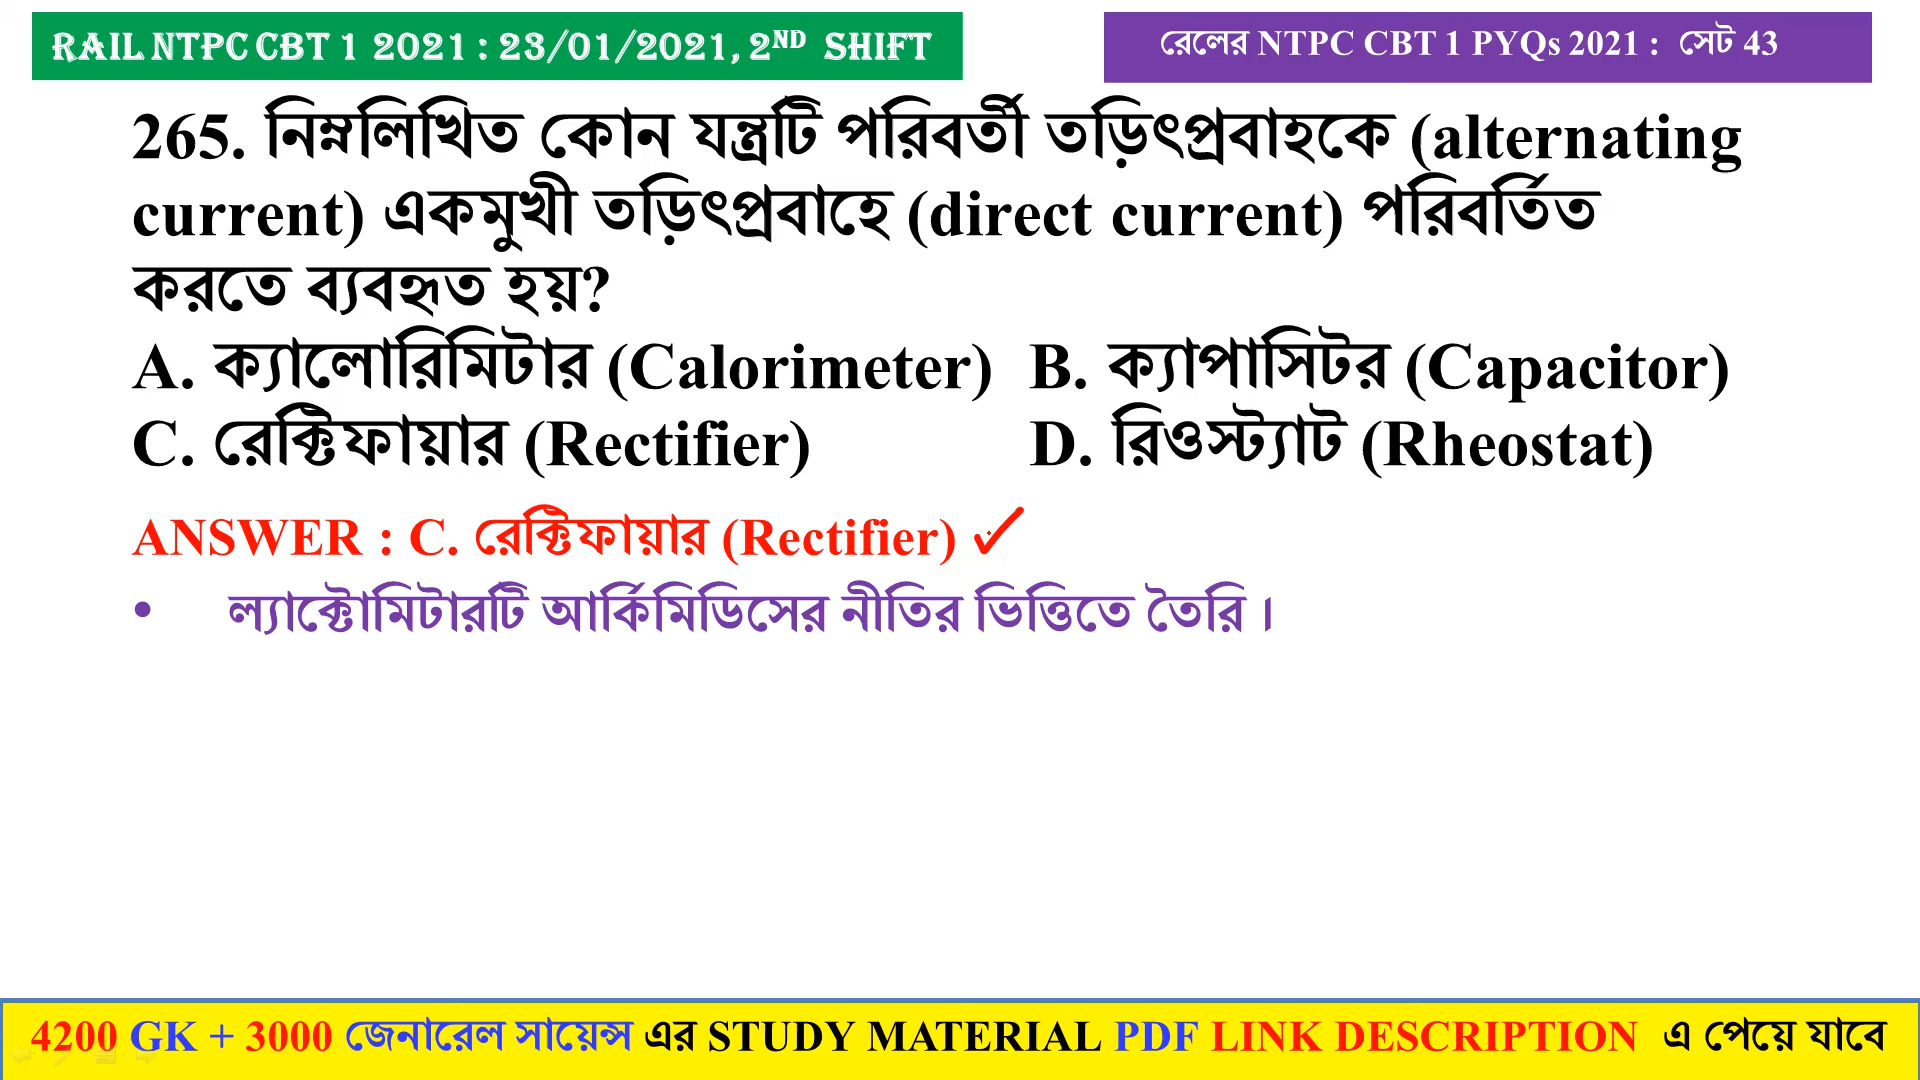 RAIL NTPC CBT 1 2021 : 23/01/2021, 2ND SHIFT
রেলের NTPC CBT 1 PYQs 2021 : সেট 43
265. নিম্নলিখিত কোন যন্ত্রটি পরিবর্তী তড়িৎপ্রবাহকে (alternating
current) একমুখী তড়িৎপ্রবাহে (direct current) পরিবর্তিত
করতে ব্যবহৃত হয়?
A. ক্যালোরিমিটার (Calorimeter) B. ক্যাপাসিটর (Capacitor)
C. রেক্টিফায়ার (Rectifier) D. রিওস্ট্যাট (Rheostat)
ANSWER : C. রেক্টিফায়ার (Rectifier) ✓
• ল্যাক্টোমিটারটি আর্কিমিডিসের নীতির ভিত্তিতে তৈরি।
4200 GK + 3000 জেনারেল সায়েন্স এর STUDY MATERIAL PDF LINK DESCRIPTION এ পেয়ে যাবে